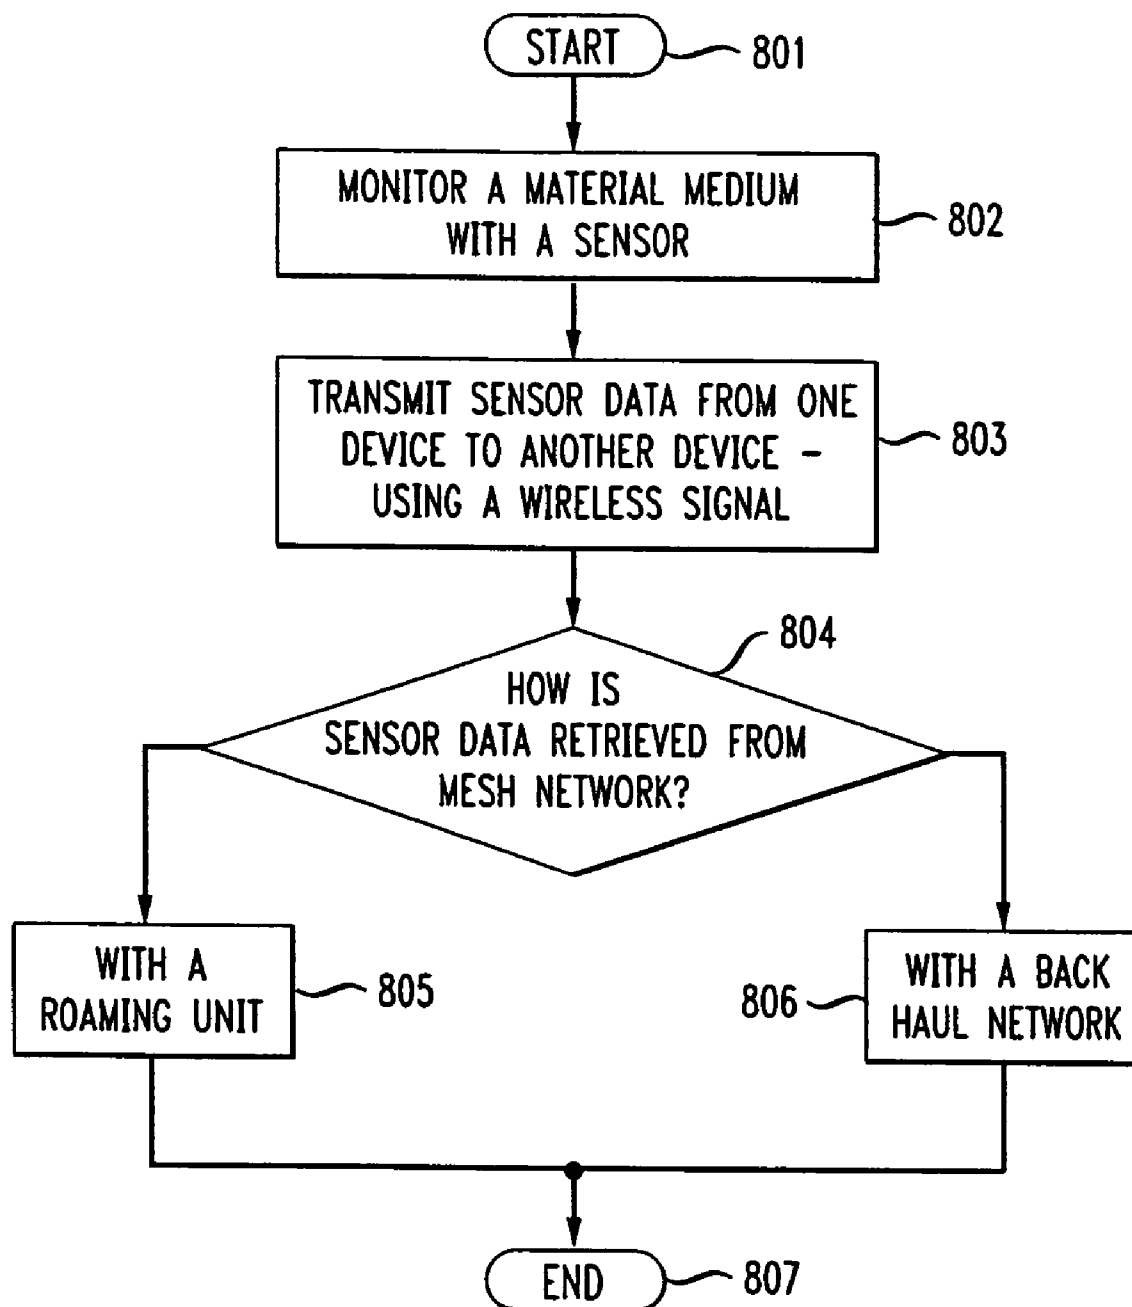 START
801
MONITOR A MATERIAL MEDIUM
WITH A SENSOR
802
TRANSMIT SENSOR DATA FROM ONE
DEVICE TO ANOTHER DEVICE –
USING A WIRELESS SIGNAL
803
804
HOW IS
SENSOR DATA RETRIEVED FROM
MESH NETWORK?
WITH A
ROAMING UNIT
805
806
WITH A BACK
HAUL NETWORK
END
807